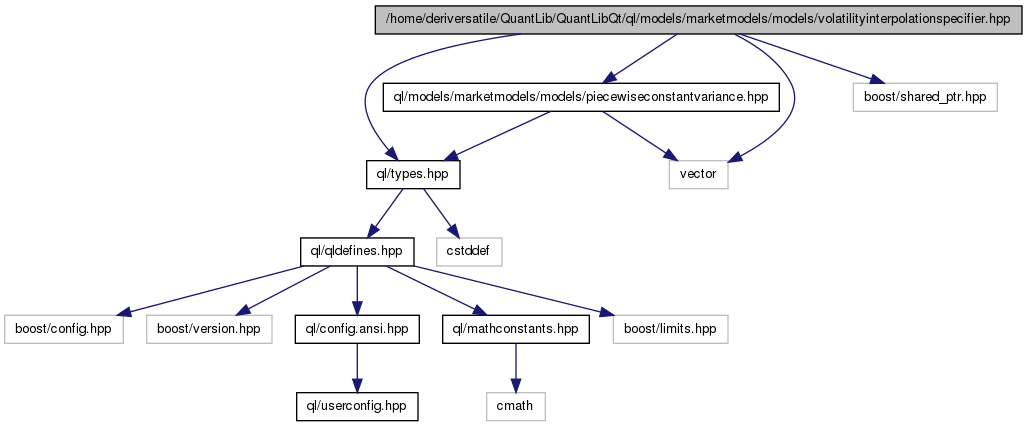 /home/deriversatile/QuantLib/QuantLibQt/ql/models/marketmodels/models/volatilityinterpolationspecifier.hpp
ql/models/marketmodels/models/piecewiseconstantvariance.hpp
boost/shared_ptr.hpp
ql/types.hpp
vector
ql/qldefines.hpp
cstddef
boost/config.hpp
boost/version.hpp
ql/config.ansi.hpp
ql/mathconstants.hpp
boost/limits.hpp
ql/userconfig.hpp
cmath